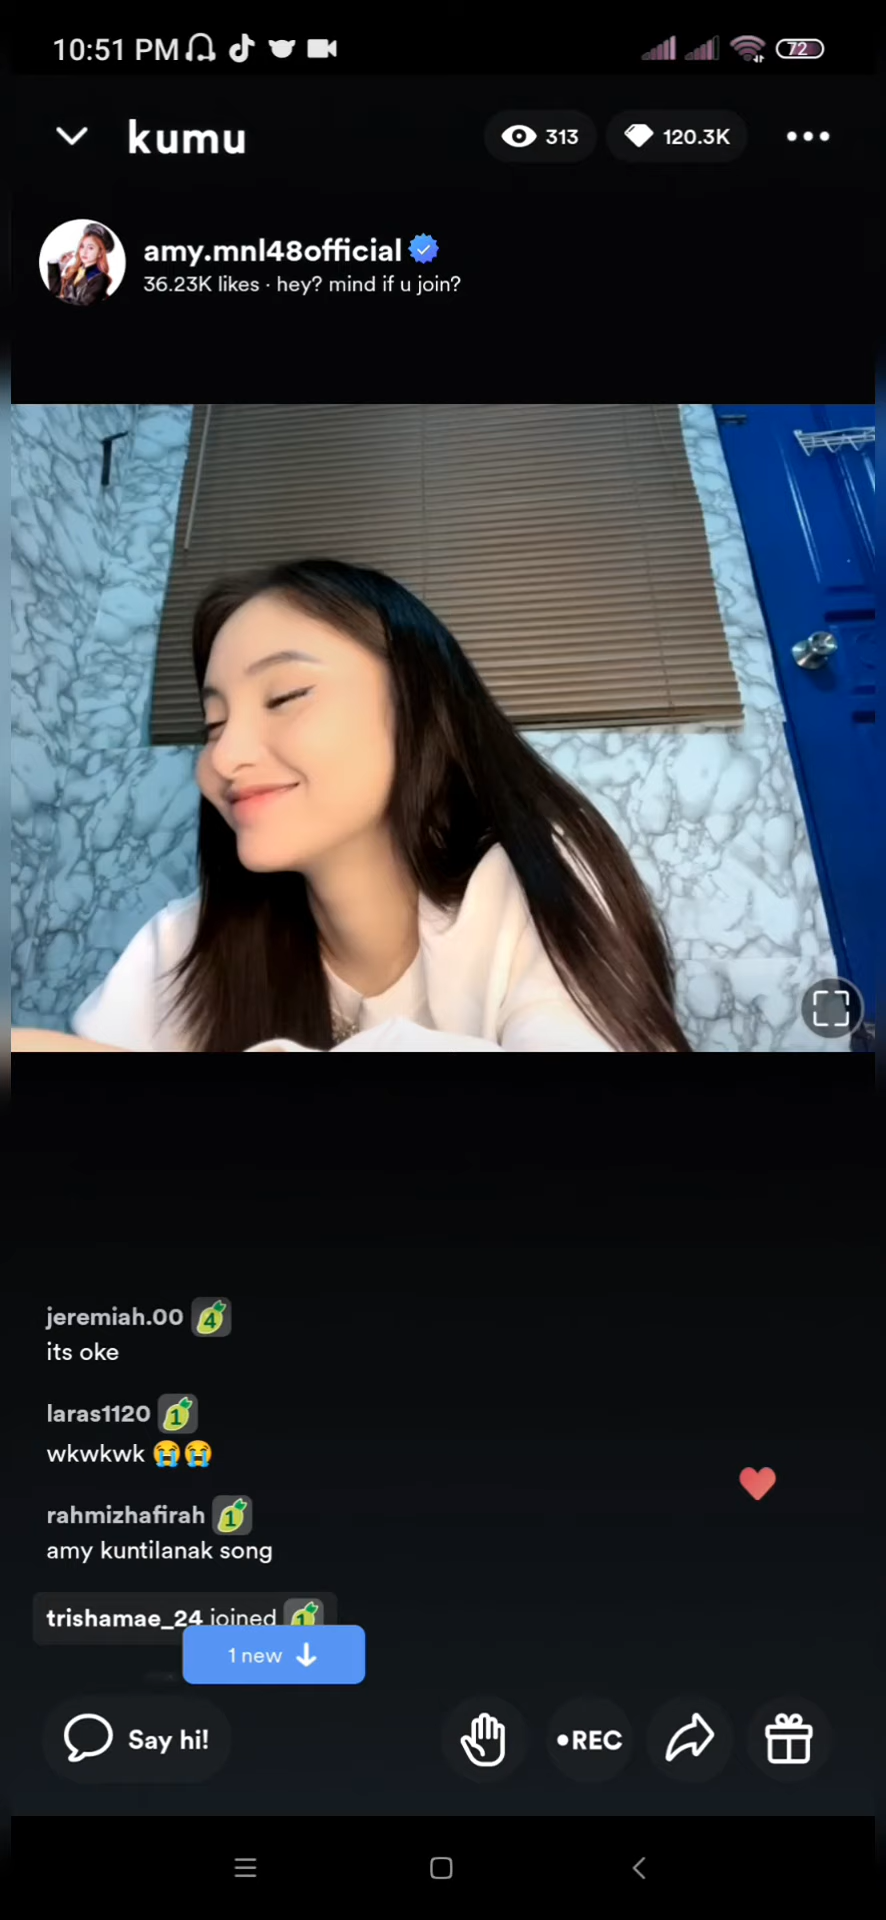 10:51 PM
72
kumu
313
120.3K
amy.mnl48official
36.23K likes · hey? mind if u join?
jeremiah.00 4
its oke
laras1120 1
wkwkwk 😭😭
rahmizhafirah 1
amy kuntilanak song
trishamae_24 joined 1
1 new ↓
Say hi!
•REC